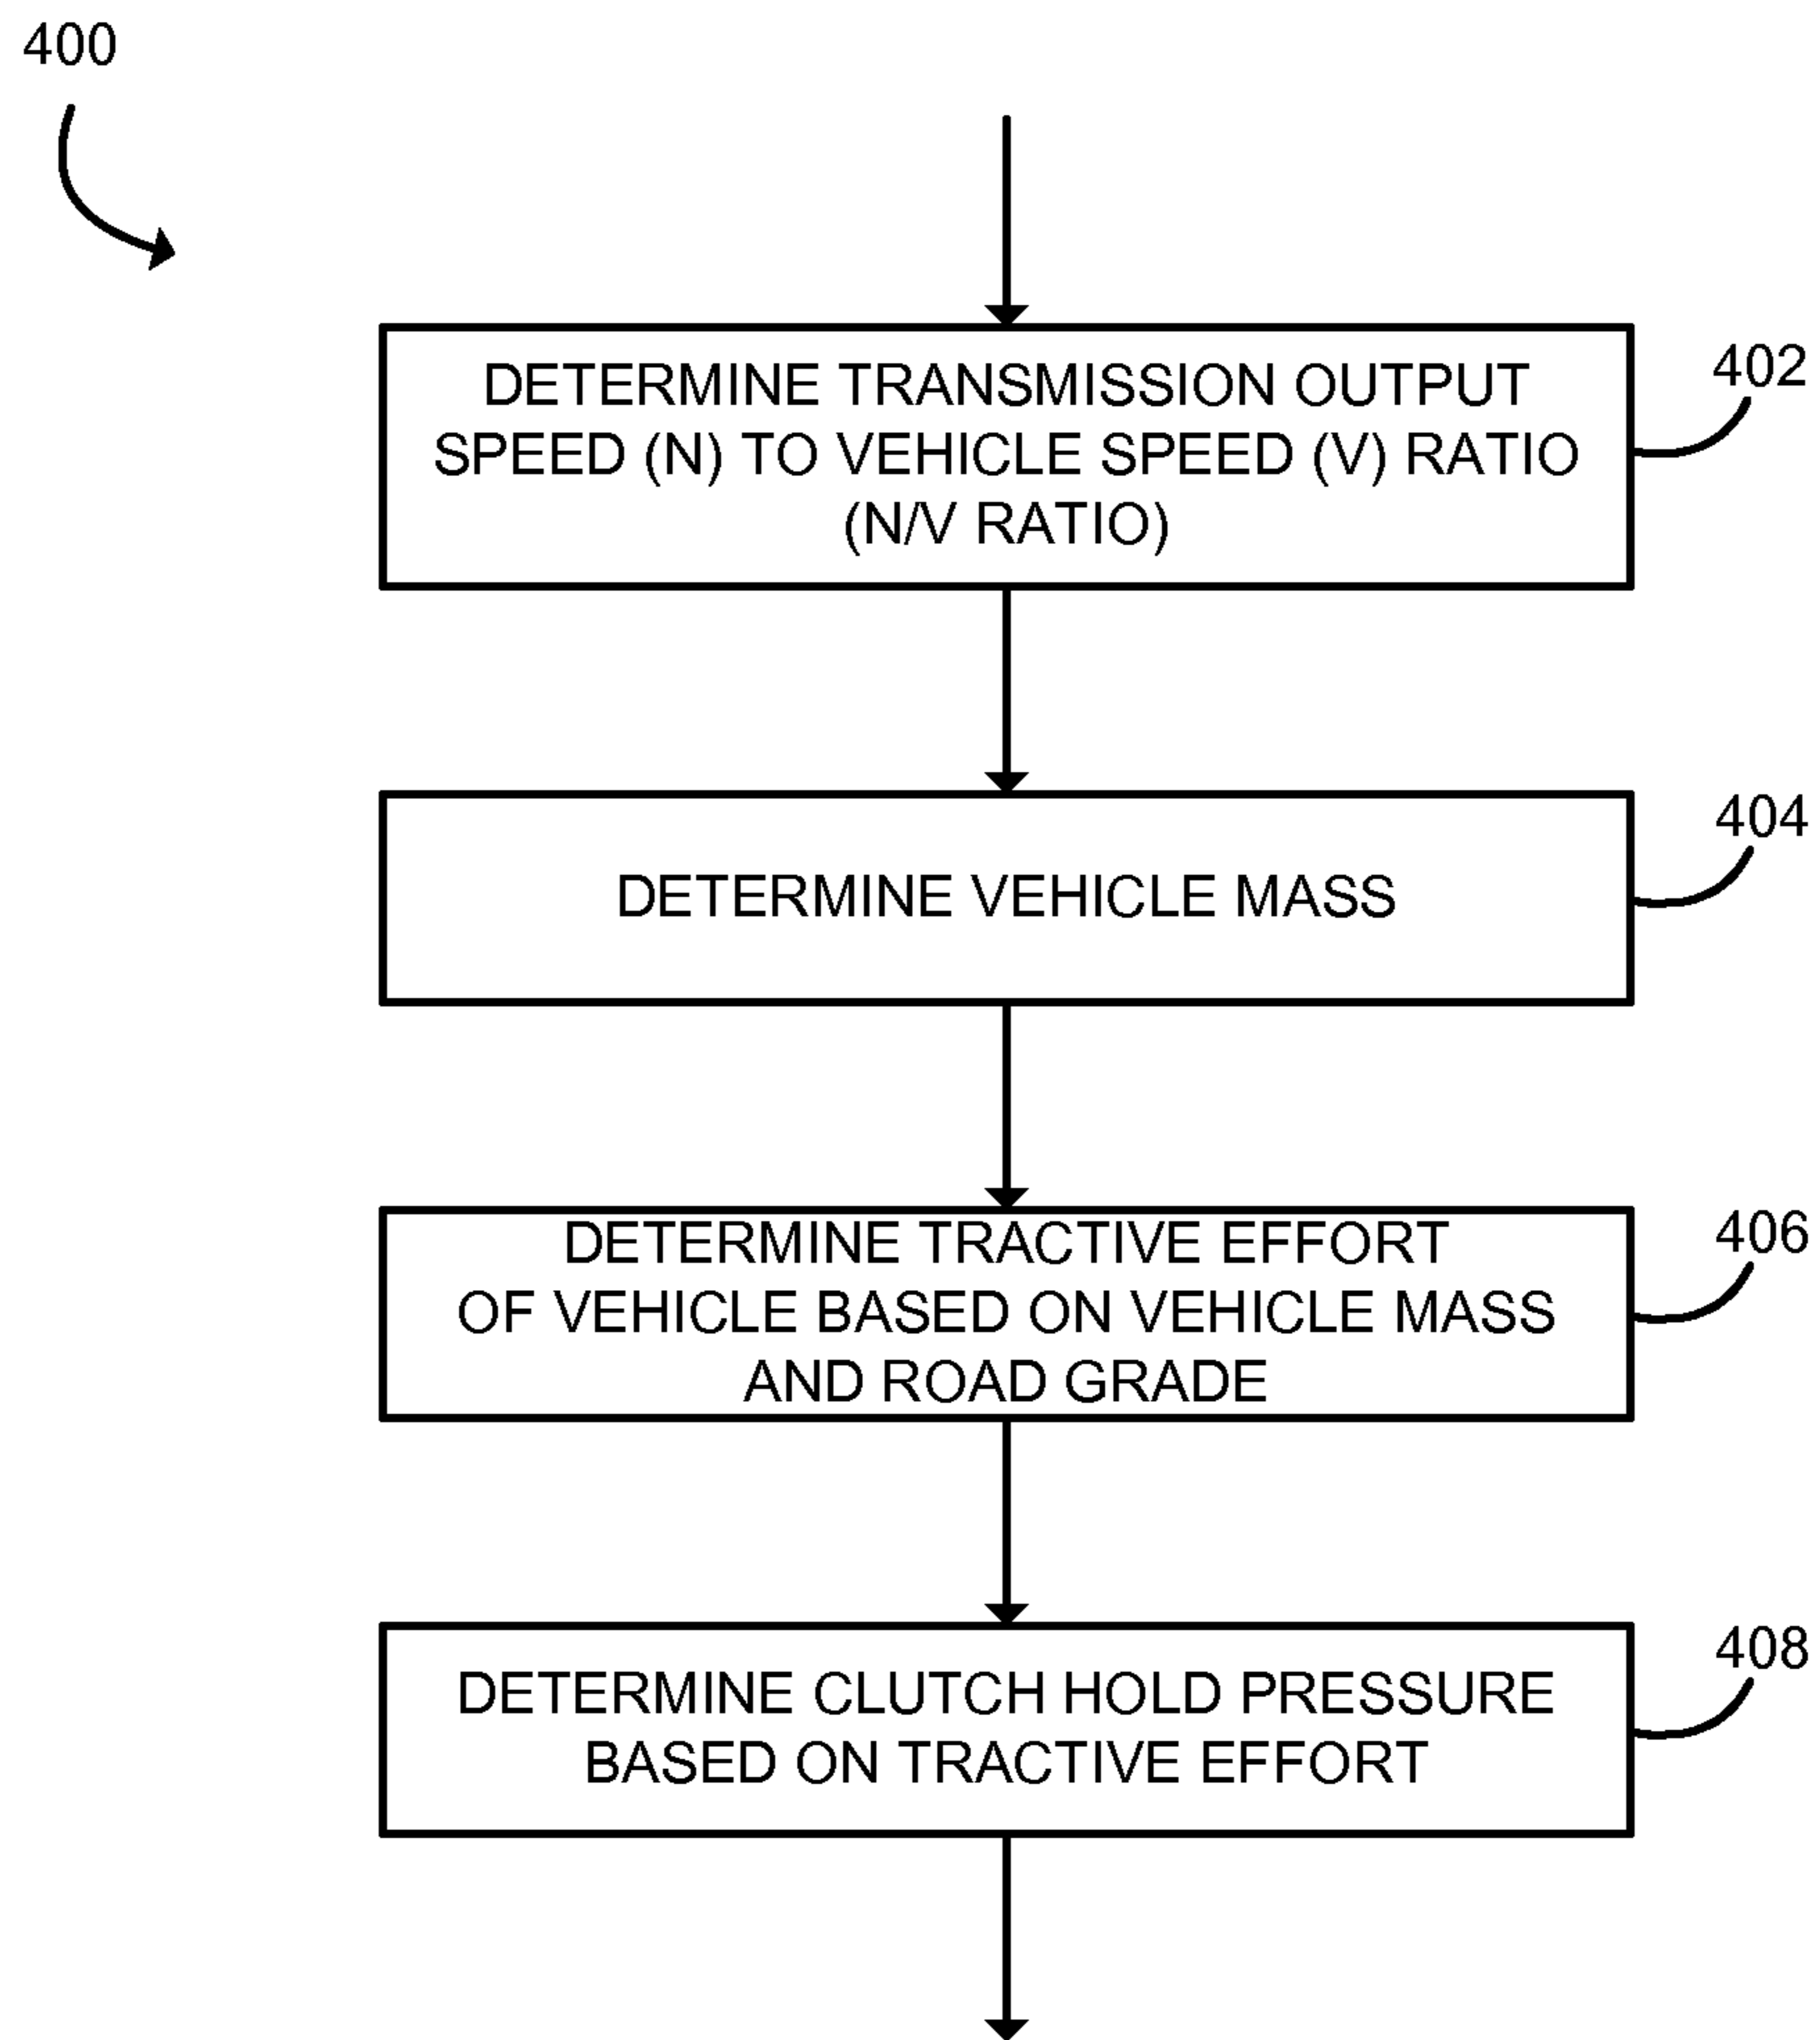 400
DETERMINE TRANSMISSION OUTPUT
SPEED (N) TO VEHICLE SPEED (V) RATIO
(N/V RATIO)
402
DETERMINE VEHICLE MASS
404
DETERMINE TRACTIVE EFFORT
OF VEHICLE BASED ON VEHICLE MASS
AND ROAD GRADE
406
DETERMINE CLUTCH HOLD PRESSURE
BASED ON TRACTIVE EFFORT
408